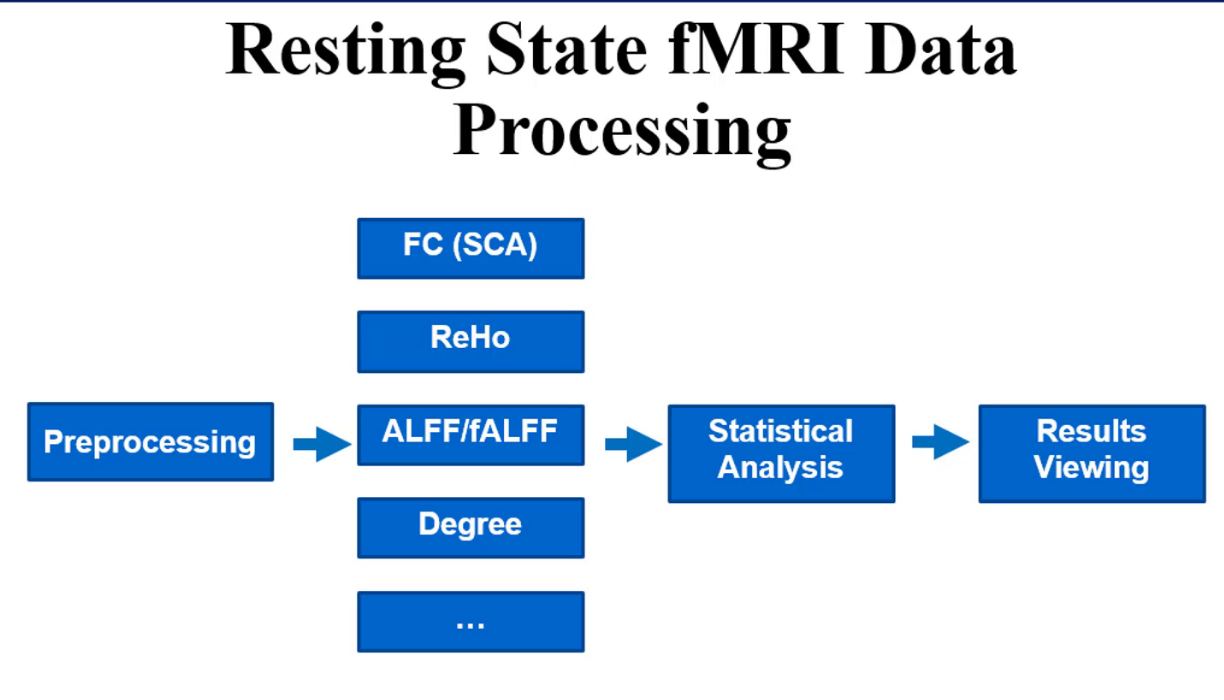 Resting State fMRI Data
Processing
FC (SCA)
ReHo
Preprocessing
ALFF/fALFF
Statistical
Analysis
Results
Viewing
Degree
...